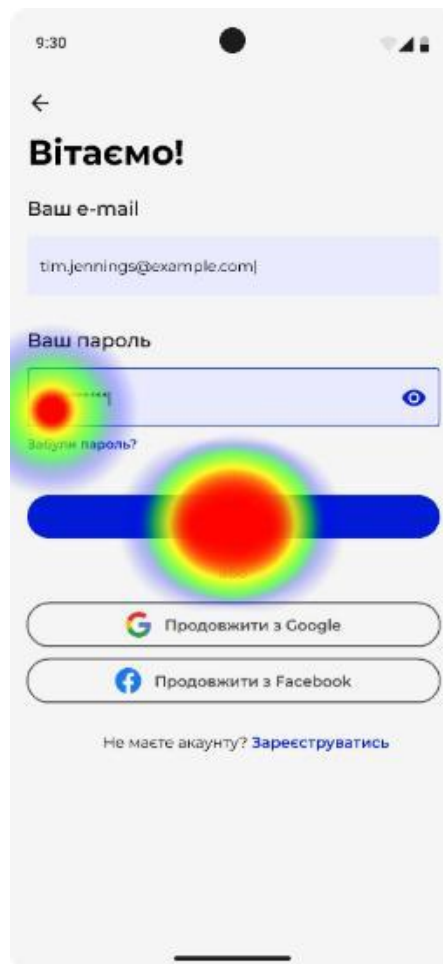 9:30
Вітаємо!
Ваш e-mail
tim.jennings@example.com
Ваш пароль
Забули пароль?
Продовжити з Google
Продовжити з Facebook
Не маєте акаунту? Зареєструватись